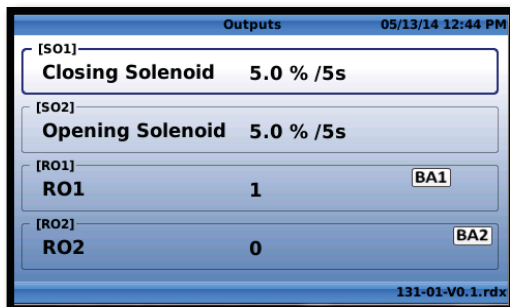 Outputs 05/13/14 12:44 PM
[SO1]
Closing Solenoid 5.0 % /5s
[SO2]
Opening Solenoid 5.0 % /5s
[RO1]
RO1 1 BA1
[RO2]
RO2 0 BA2
131-01-V0.1.rdx